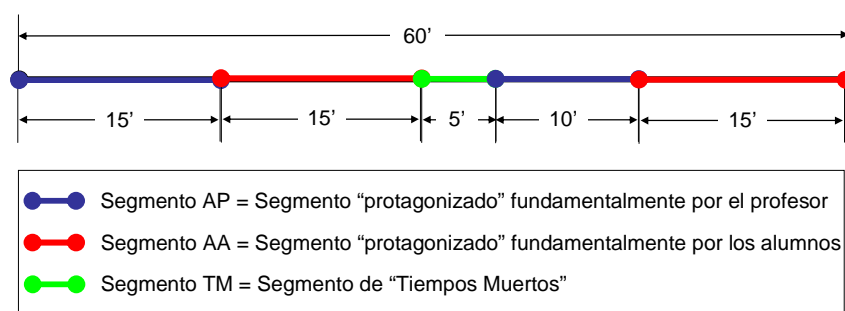 60’
15’ 15’ 5’ 10’ 15’
Segmento AP = Segmento “protagonizado” fundamentalmente por el profesor
Segmento AA = Segmento “protagonizado” fundamentalmente por los alumnos
Segmento TM = Segmento de “Tiempos Muertos”